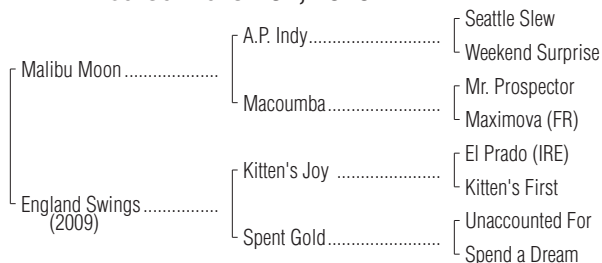 Seattle Slew
A.P. Indy
Weekend Surprise
Malibu Moon
Mr. Prospector
Macoumba
Maximova (FR)
El Prado (IRE)
Kitten's Joy
Kitten's First
England Swings
(2009)
Unaccounted For
Spent Gold
Spend a Dream